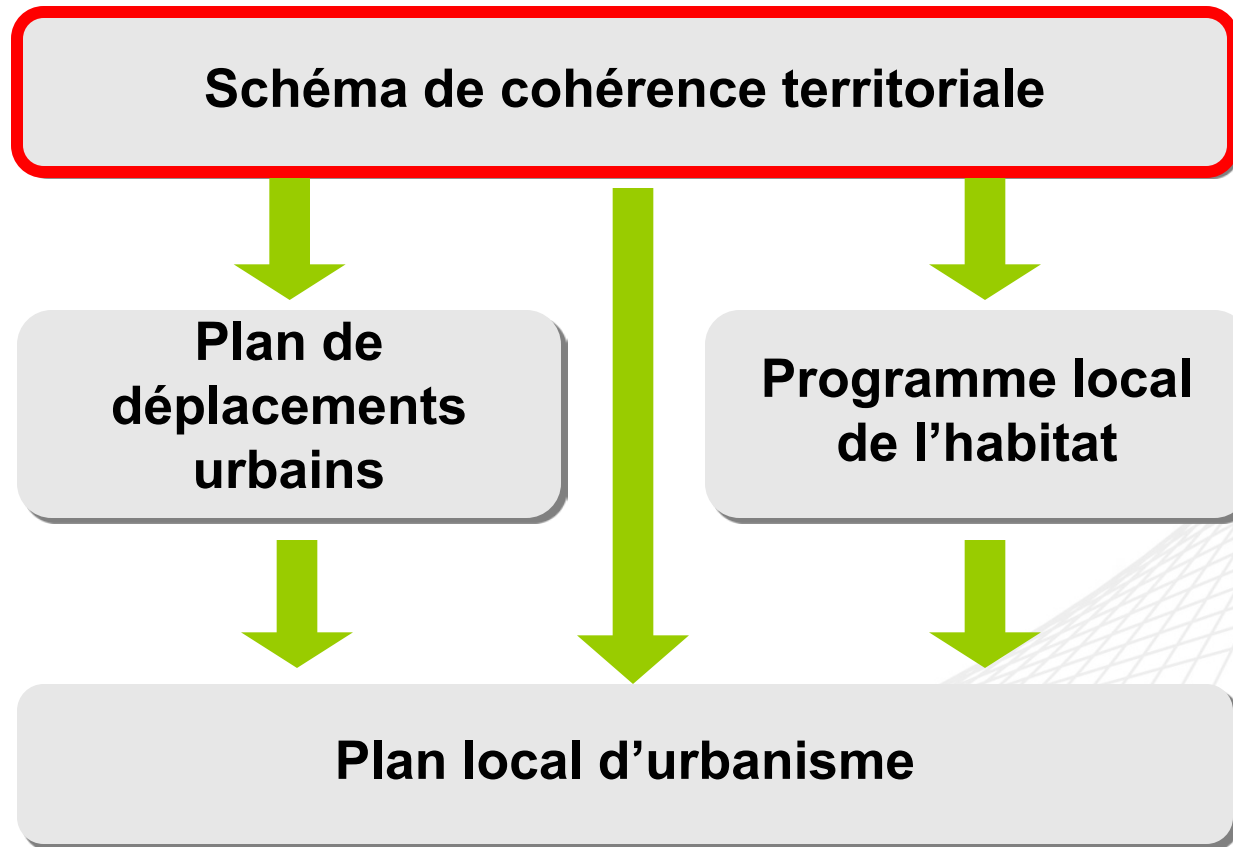 Schéma de cohérence territoriale
Plan de
déplacements
urbains
Programme local
de l’habitat
Plan local d’urbanisme